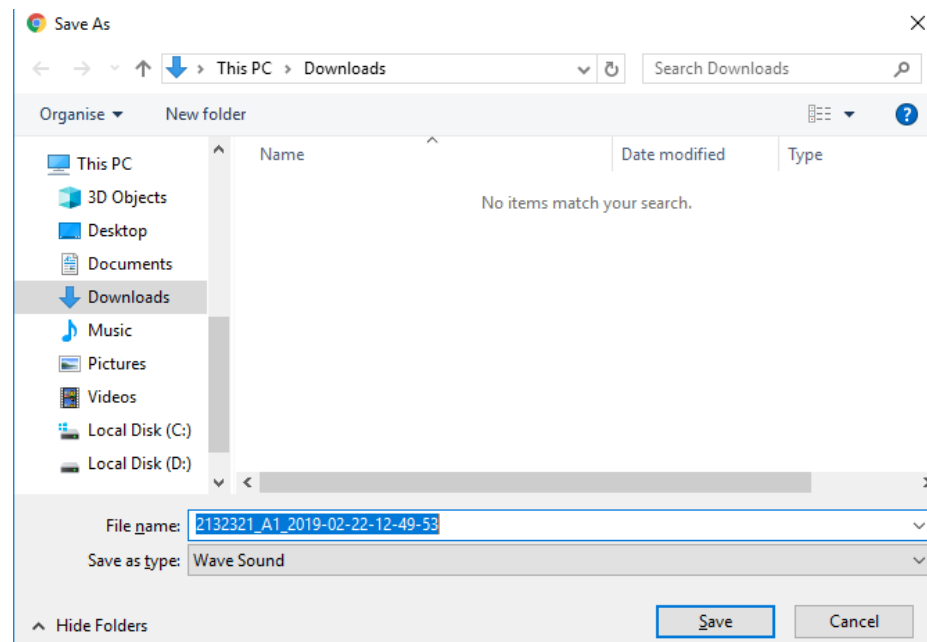 Save As
This PC > Downloads
Search Downloads
Organise
New folder
Name
Date modified
Type
No items match your search.
This PC
3D Objects
Desktop
Documents
Downloads
Music
Pictures
Videos
Local Disk (C:)
Local Disk (D:)
File name: 2132321_A1_2019-02-22-12-49-53
Save as type: Wave Sound
Hide Folders
Save
Cancel